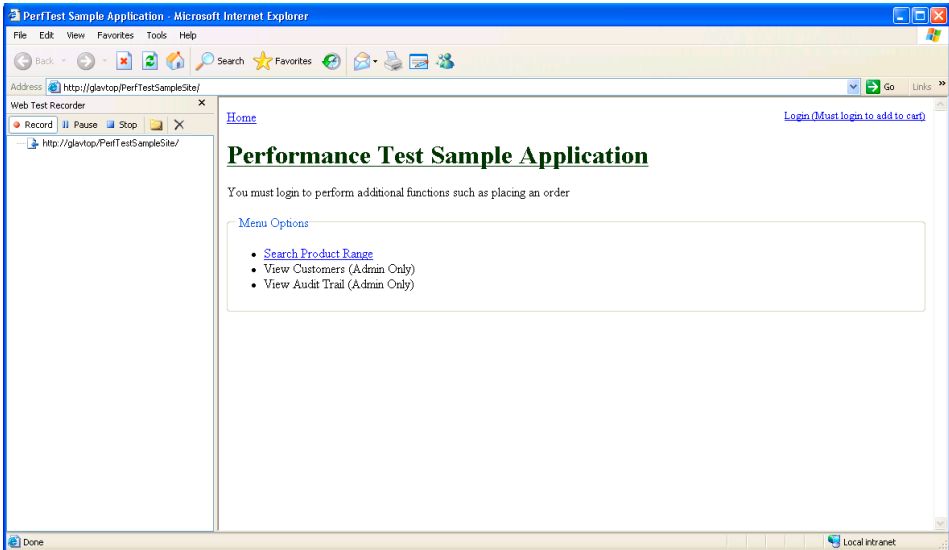 PerfTest Sample Application - Microsoft Internet Explorer
File Edit View Favorites Tools Help
Back Search Favorites
Address http://glavtop/PerfTestSampleSite/ Go Links »
Web Test Recorder
Record Pause Stop
http://glavtop/PerfTestSampleSite/
Home Login (Must login to add to cart)
Performance Test Sample Application
You must login to perform additional functions such as placing an order
Menu Options
• Search Product Range
• View Customers (Admin Only)
• View Audit Trail (Admin Only)
Done Local intranet